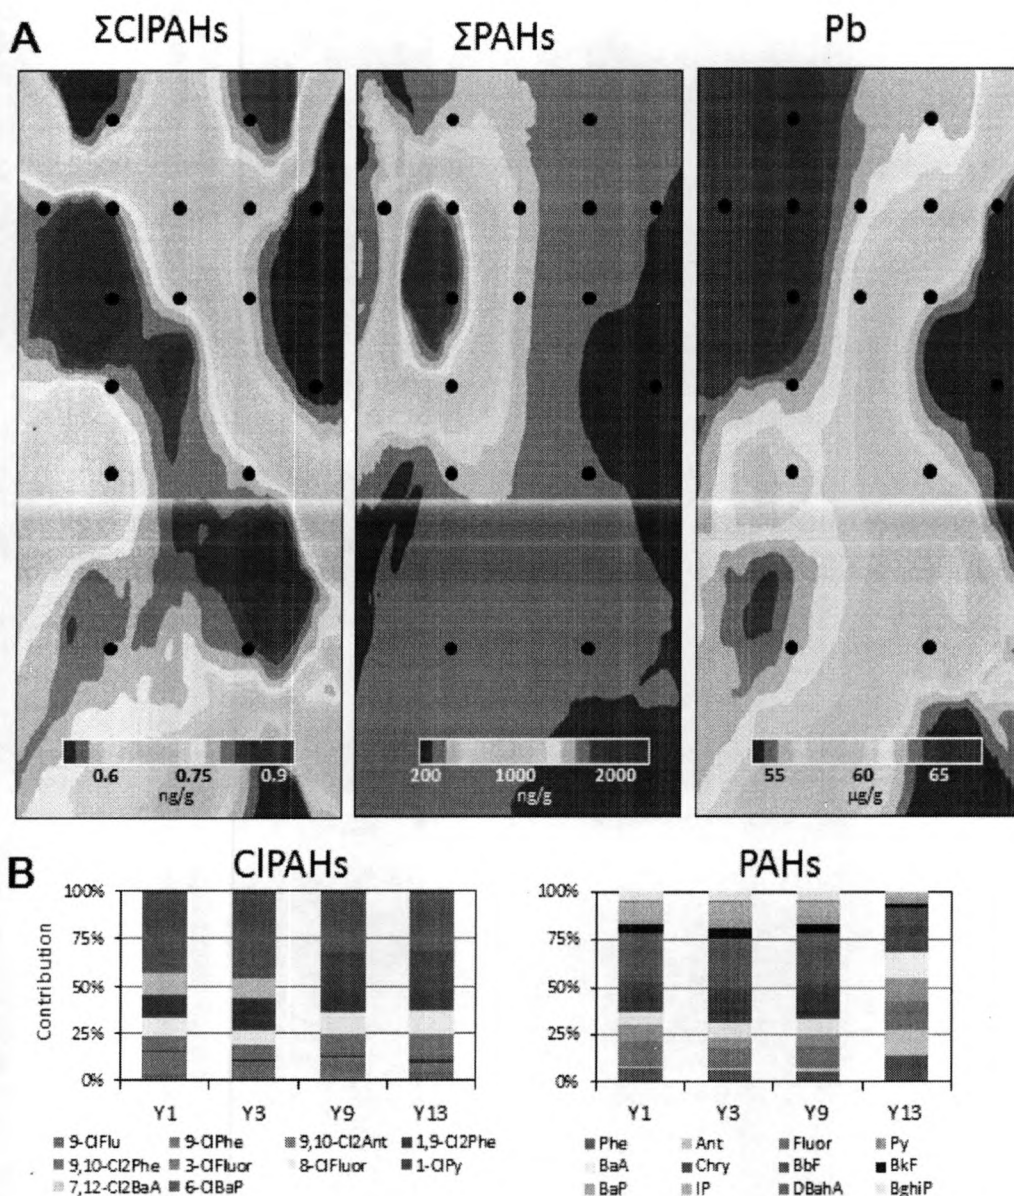 A ΣClPAHs ΣPAHs Pb
0.6 0.75 0.9
ng/g
200 1000 2000
ng/g
55 60 65
µg/g
B ClPAHs PAHs
100%
75%
50%
25%
0%
Contribution
Y1 Y3 Y9 Y13
9-ClFlu 9-ClPhe 9,10-Cl2Ant 1,9-Cl2Phe
9,10-Cl2Phe 3-ClFluor 8-ClFluor 1-ClPy
7,12-Cl2BaA 6-ClBaP
100%
75%
50%
25%
0%
Y1 Y3 Y9 Y13
Phe Ant Fluor Py
BaA Chry BbF BkF
BaP IP DBahA BghiP